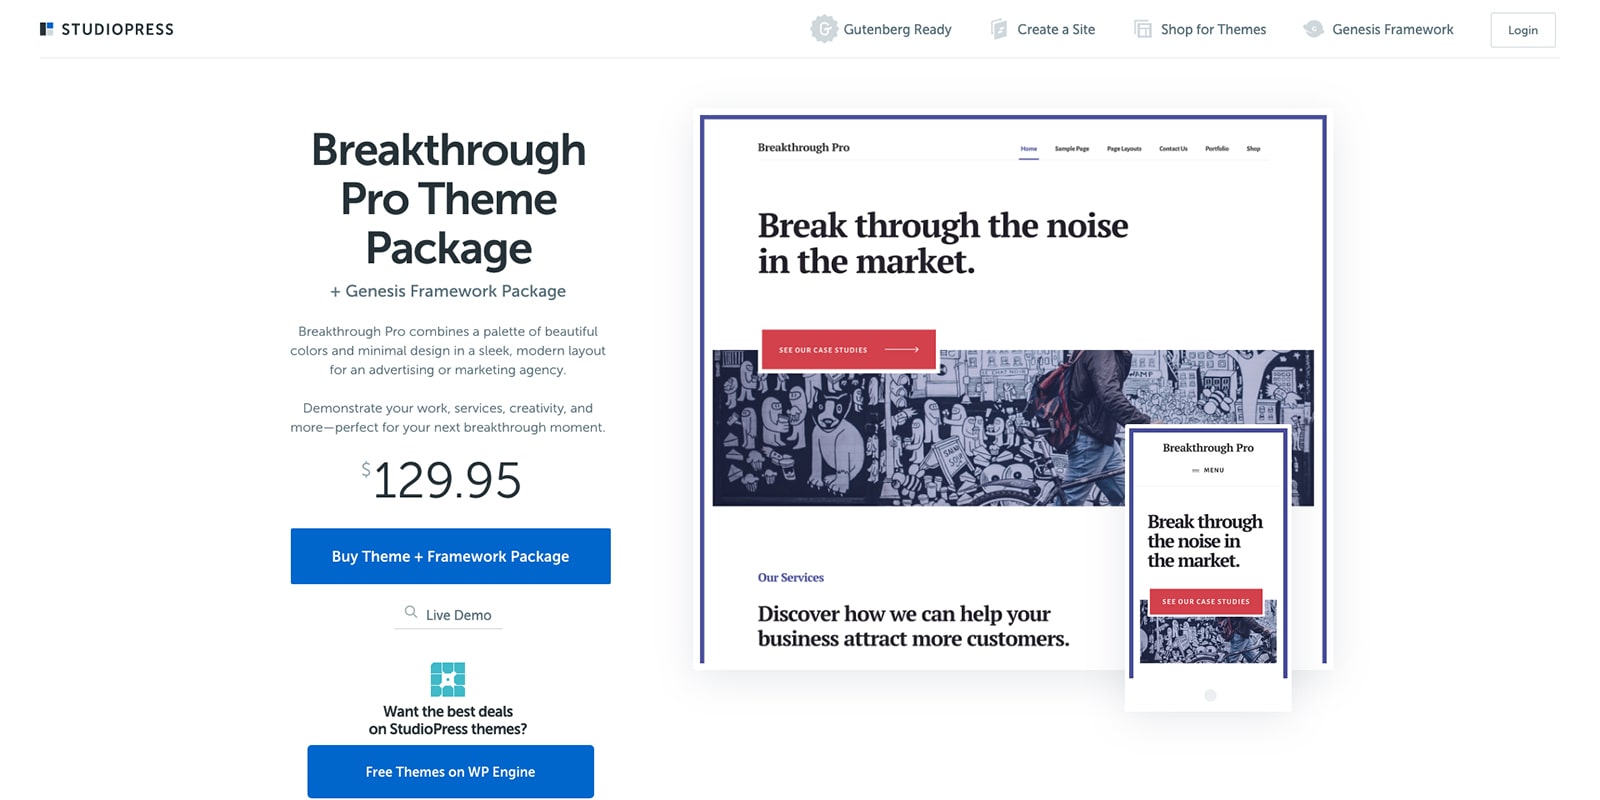 STUDIOPRESS
Gutenberg Ready
Create a Site
Shop for Themes
Genesis Framework
Login
Breakthrough
Pro Theme
Package
+ Genesis Framework Package
Breakthrough Pro combines a palette of beautiful
colors and minimal design in a sleek, modern layout
for an advertising or marketing agency.
Demonstrate your work, services, creativity, and
more—perfect for your next breakthrough moment.
$129.95
Buy Theme + Framework Package
Live Demo
Want the best deals
on StudioPress themes?
Free Themes on WP Engine
Breakthrough Pro
Home
Sample Page
Page Layouts
Contact Us
Portfolio
Shop
Break through the noise
in the market.
SEE OUR CASE STUDIES
Our Services
Discover how we can help your
business attract more customers.
Breakthrough Pro
MENU
Break through
the noise in
the market.
SEE OUR CASE STUDIES